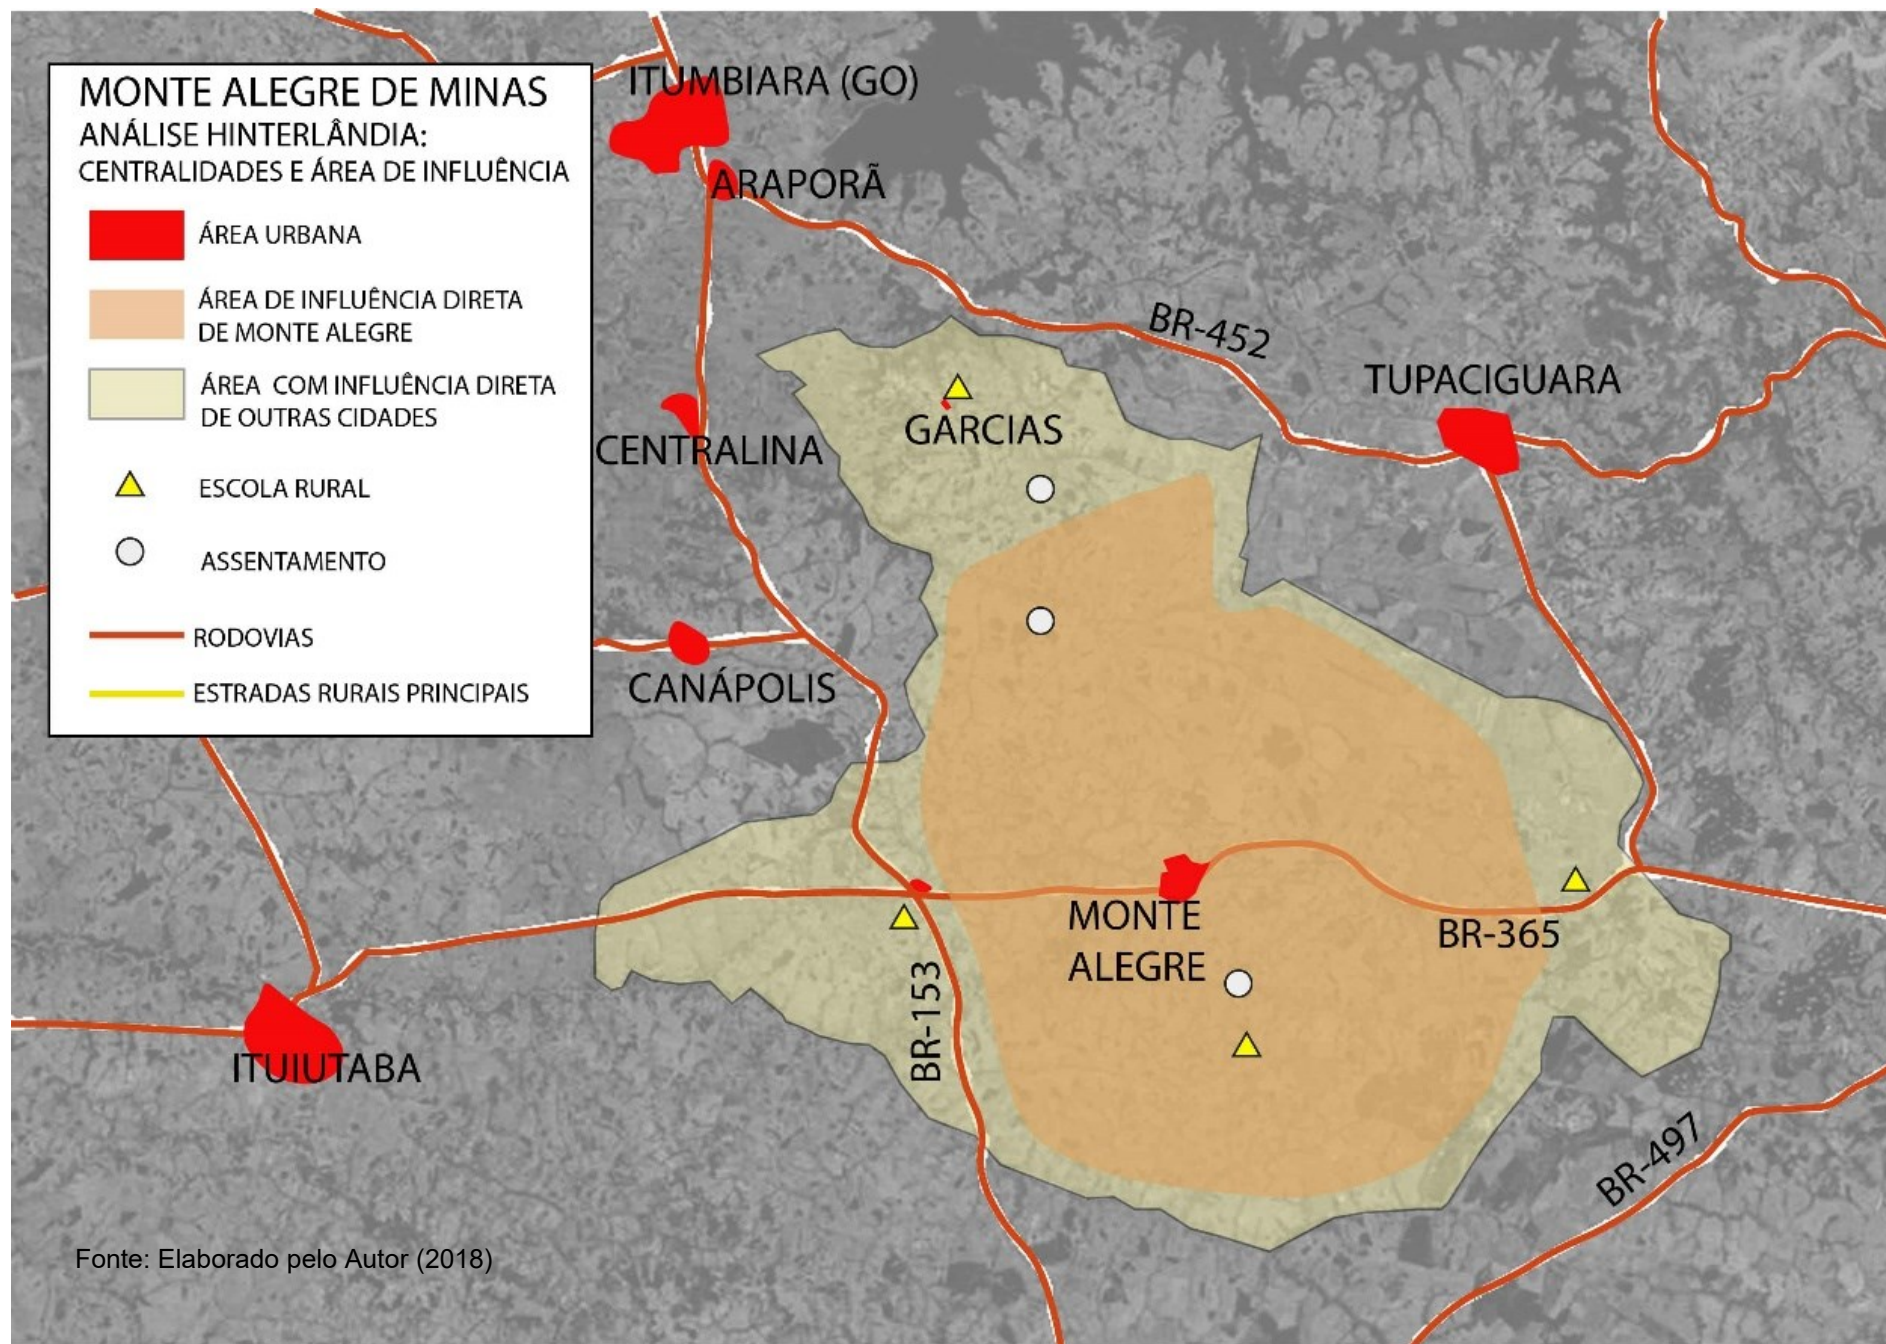 MONTE ALEGRE DE MINAS
ANÁLISE HINTERLÂNDIA:
CENTRALIDADES E ÁREA DE INFLUÊNCIA
ÁREA URBANA
ÁREA DE INFLUÊNCIA DIRETA
DE MONTE ALEGRE
ÁREA COM INFLUÊNCIA DIRETA
DE OUTRAS CIDADES
ESCOLA RURAL
ASSENTAMENTO
RODOVIAS
ESTRADAS RURAIS PRINCIPAIS
ITUMBIARA (GO)
ARAPORÃ
BR-452
TUPACIGUARA
GARCIAS
CENTRALINA
CANÁPOLIS
MONTE
ALEGRE
BR-365
BR-153
ITUIUTABA
BR-497
Fonte: Elaborado pelo Autor (2018)